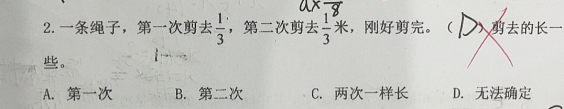 a×1/8
2. 一条绳子，第一次剪去1/3，第二次剪去1/3米，刚好剪完。（D）剪去的长一
些。
A. 第一次 B. 第二次 C. 两次一样长 D. 无法确定